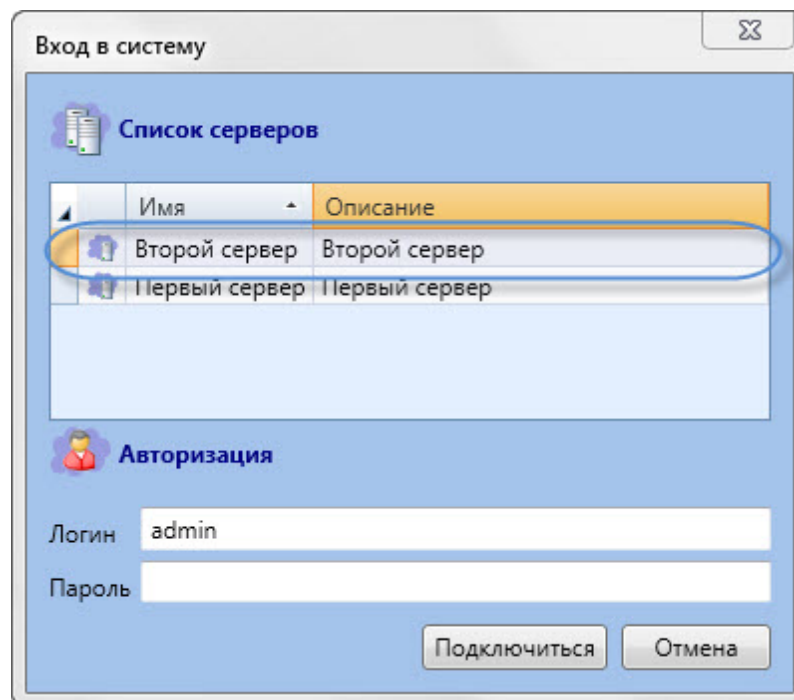 Вход в систему
Список серверов
Имя Описание
Второй сервер Второй сервер
Первый сервер Первый сервер
Авторизация
Логин admin
Пароль
Подключиться Отмена